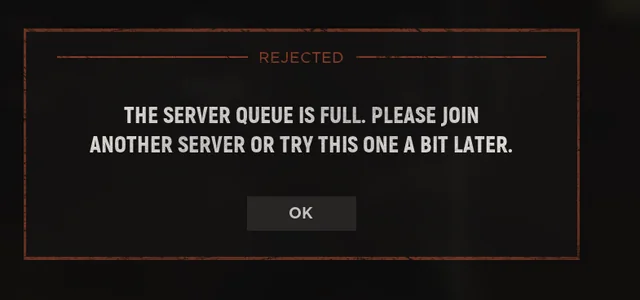 REJECTED
THE SERVER QUEUE IS FULL. PLEASE JOIN
ANOTHER SERVER OR TRY THIS ONE A BIT LATER.
OK